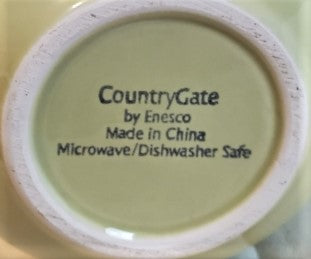 CountryGate
by Enesco
Made in China
Microwave/Dishwasher Safe